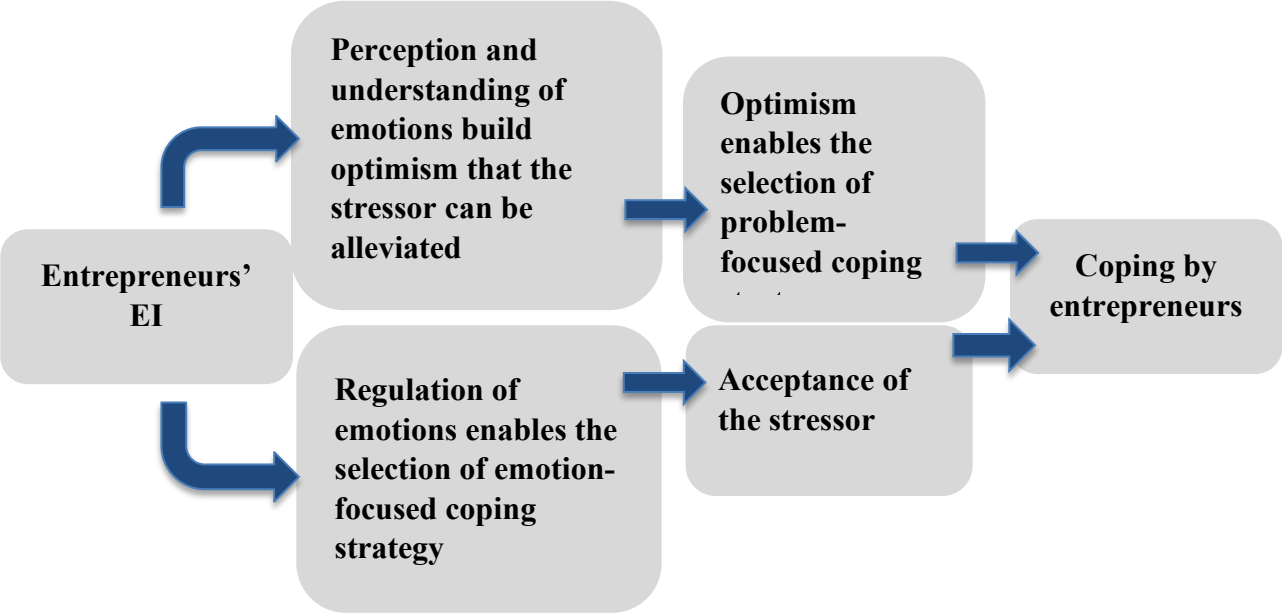 Perception and
understanding of
emotions build
optimism that the
stressor can be
alleviated
Optimism
enables the
selection of
problem-
focused coping
Entrepreneurs’
EI
Coping by
entrepreneurs
Regulation of
emotions enables the
selection of emotion-
focused coping
strategy
Acceptance of
the stressor